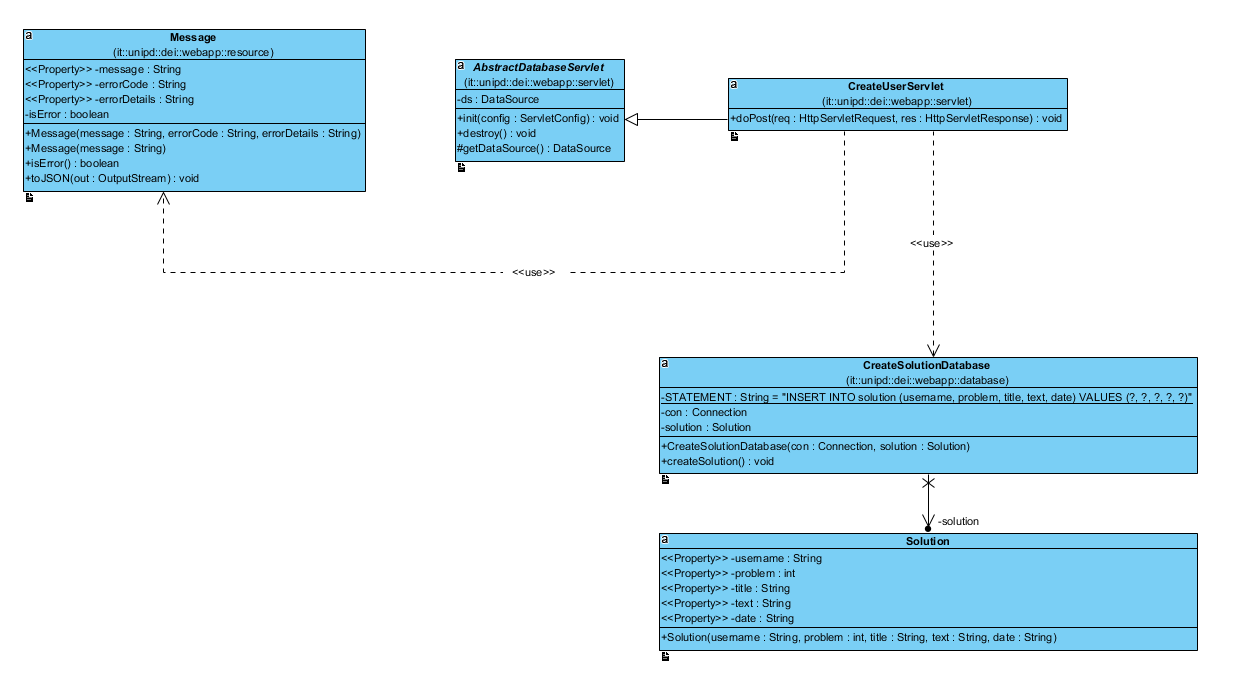 a
Message
(it::unipd::dei::webapp::resource)
<<Property>> -message : String
<<Property>> -errorCode : String
<<Property>> -errorDetails : String
-isError : boolean
+Message(message : String, errorCode : String, errorDetails : String)
+Message(message : String)
+isError() : boolean
+toJSON(out : OutputStream) : void
a
AbstractDatabaseServlet
(it::unipd::dei::webapp::servlet)
-ds : DataSource
+init(config : ServletConfig) : void
+destroy() : void
#getDataSource() : DataSource
a
CreateUserServlet
(it::unipd::dei::webapp::servlet)
+doPost(req : HttpServletRequest, res : HttpServletResponse) : void
<<use>>
<<use>>
a
CreateSolutionDatabase
(it::unipd::dei::webapp::database)
-STATEMENT : String = "INSERT INTO solution (username, problem, title, text, date) VALUES (?, ?, ?, ?, ?)"
-con : Connection
-solution : Solution
+CreateSolutionDatabase(con : Connection, solution : Solution)
+createSolution() : void
-solution
a
Solution
<<Property>> -username : String
<<Property>> -problem : int
<<Property>> -title : String
<<Property>> -text : String
<<Property>> -date : String
+Solution(username : String, problem : int, title : String, text : String, date : String)